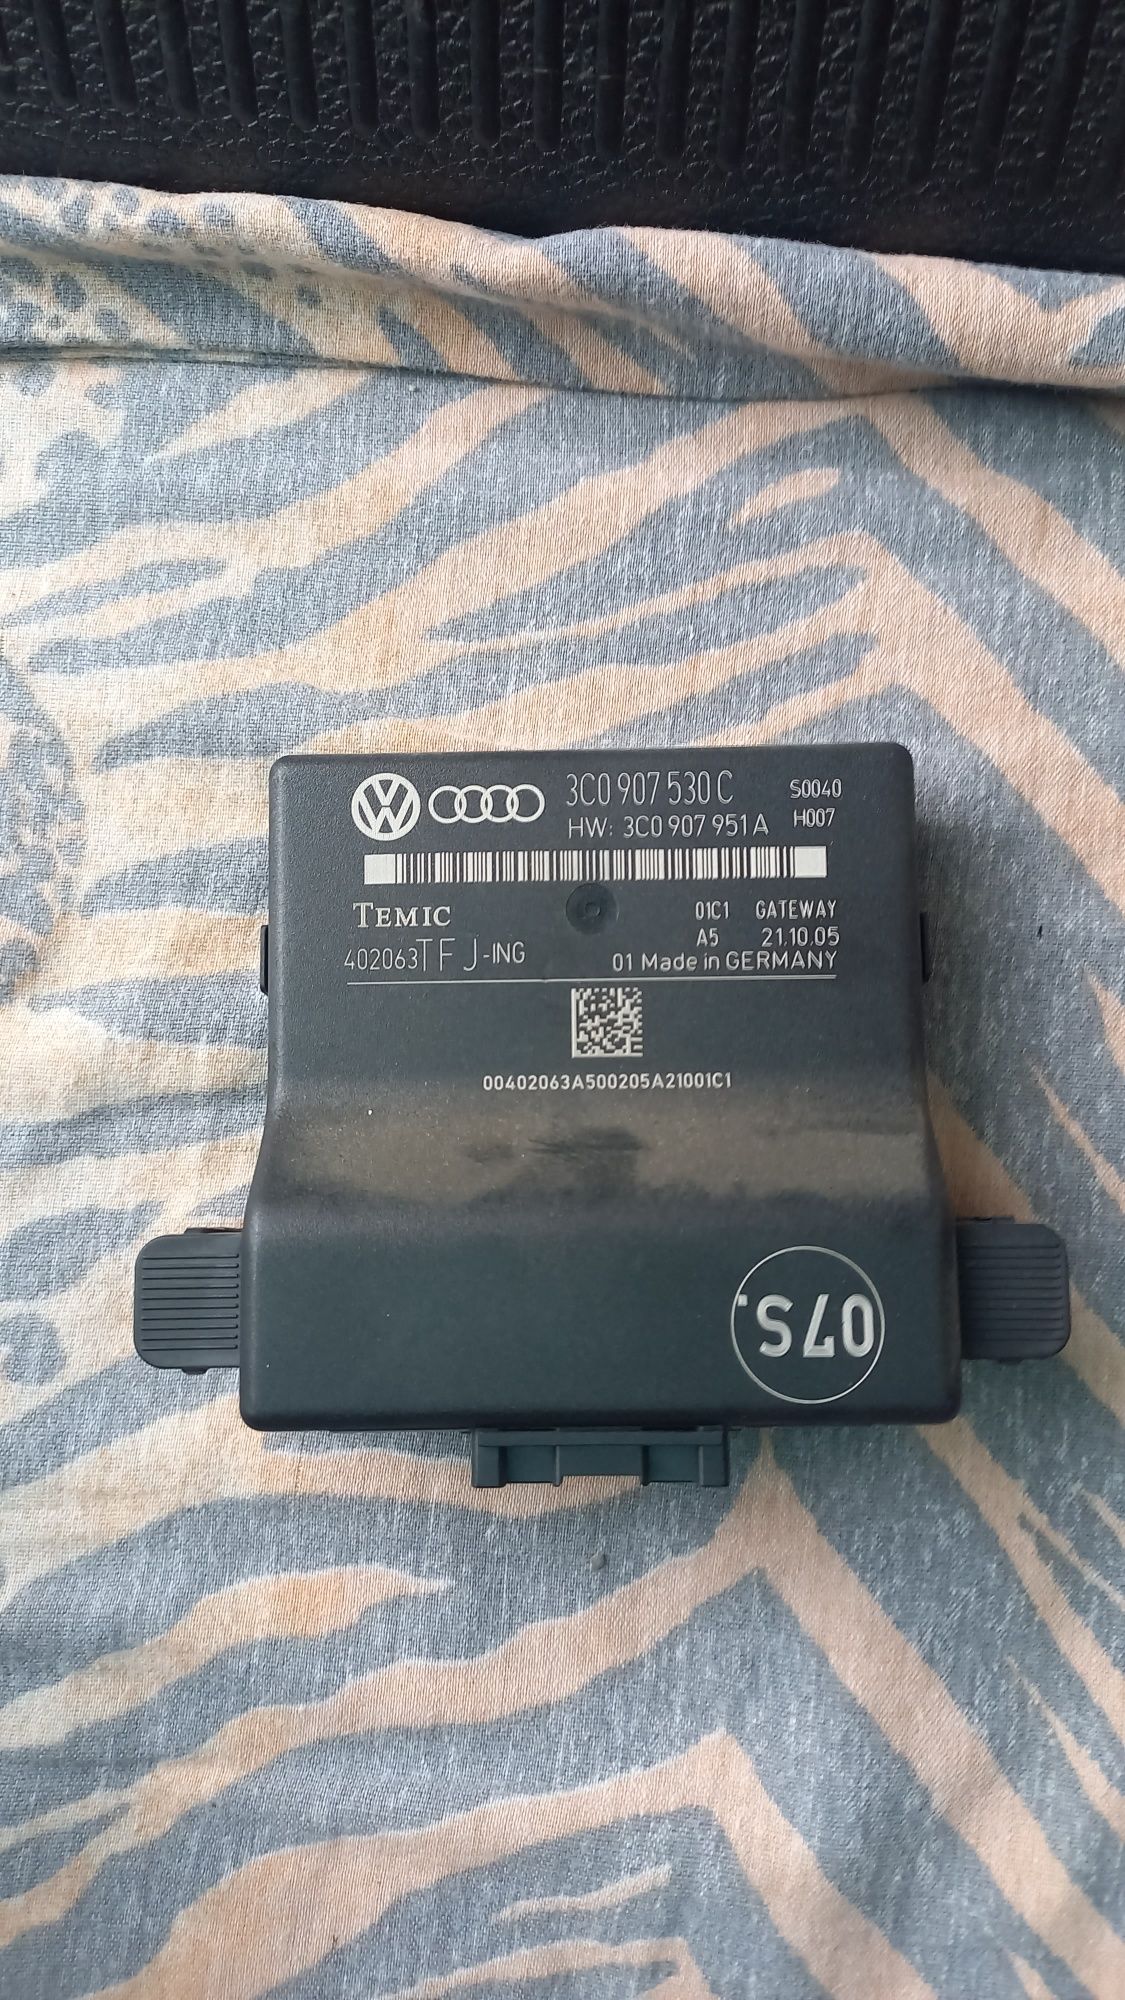 3C0 907 530 C S0040
HW: 3C0 907 951 A H007
TEMIC 01C1 GATEWAY
A5 21.10.05
402063TFJ-ING 01 Made in GERMANY
00402063A500205A21001C1
07S.